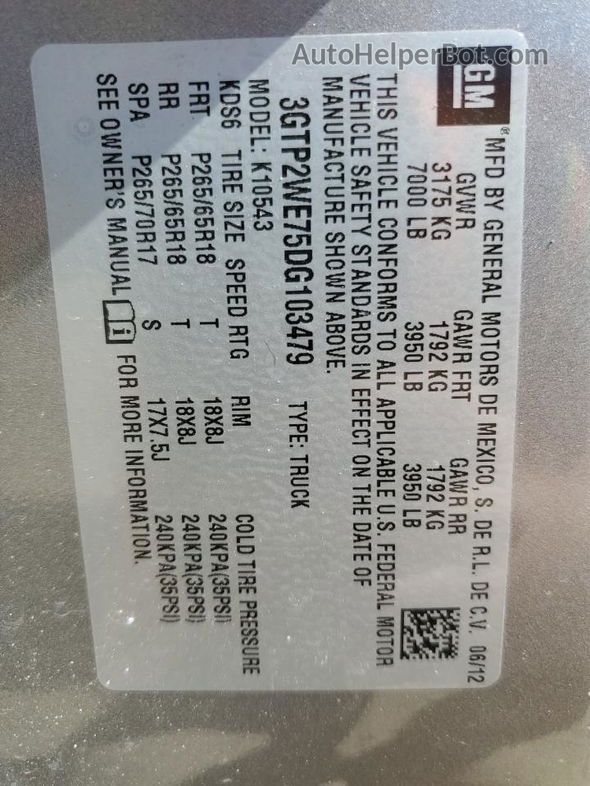 AutoHelperBot.com
GM
®
MFD BY GENERAL MOTORS DE MEXICO, S. DE R.L. DE C.V. 06/12
GVWR GAWR FRT GAWR RR
3175 KG 1792 KG 1792 KG
7000 LB 3950 LB 3950 LB
THIS VEHICLE CONFORMS TO ALL APPLICABLE U.S. FEDERAL MOTOR
VEHICLE SAFETY STANDARDS IN EFFECT ON THE DATE OF
MANUFACTURE SHOWN ABOVE.
3GTP2WE75DG103479 TYPE: TRUCK
MODEL: K10543
KDS6 TIRE SIZE SPEED RTG RIM COLD TIRE PRESSURE
FRT P265/65R18 T 18X8J 240KPA(35PSI)
RR P265/65R18 T 18X8J 240KPA(35PSI)
SPA P265/70R17 S 17X7.5J 240KPA(35PSI)
SEE OWNER'S MANUAL i FOR MORE INFORMATION.